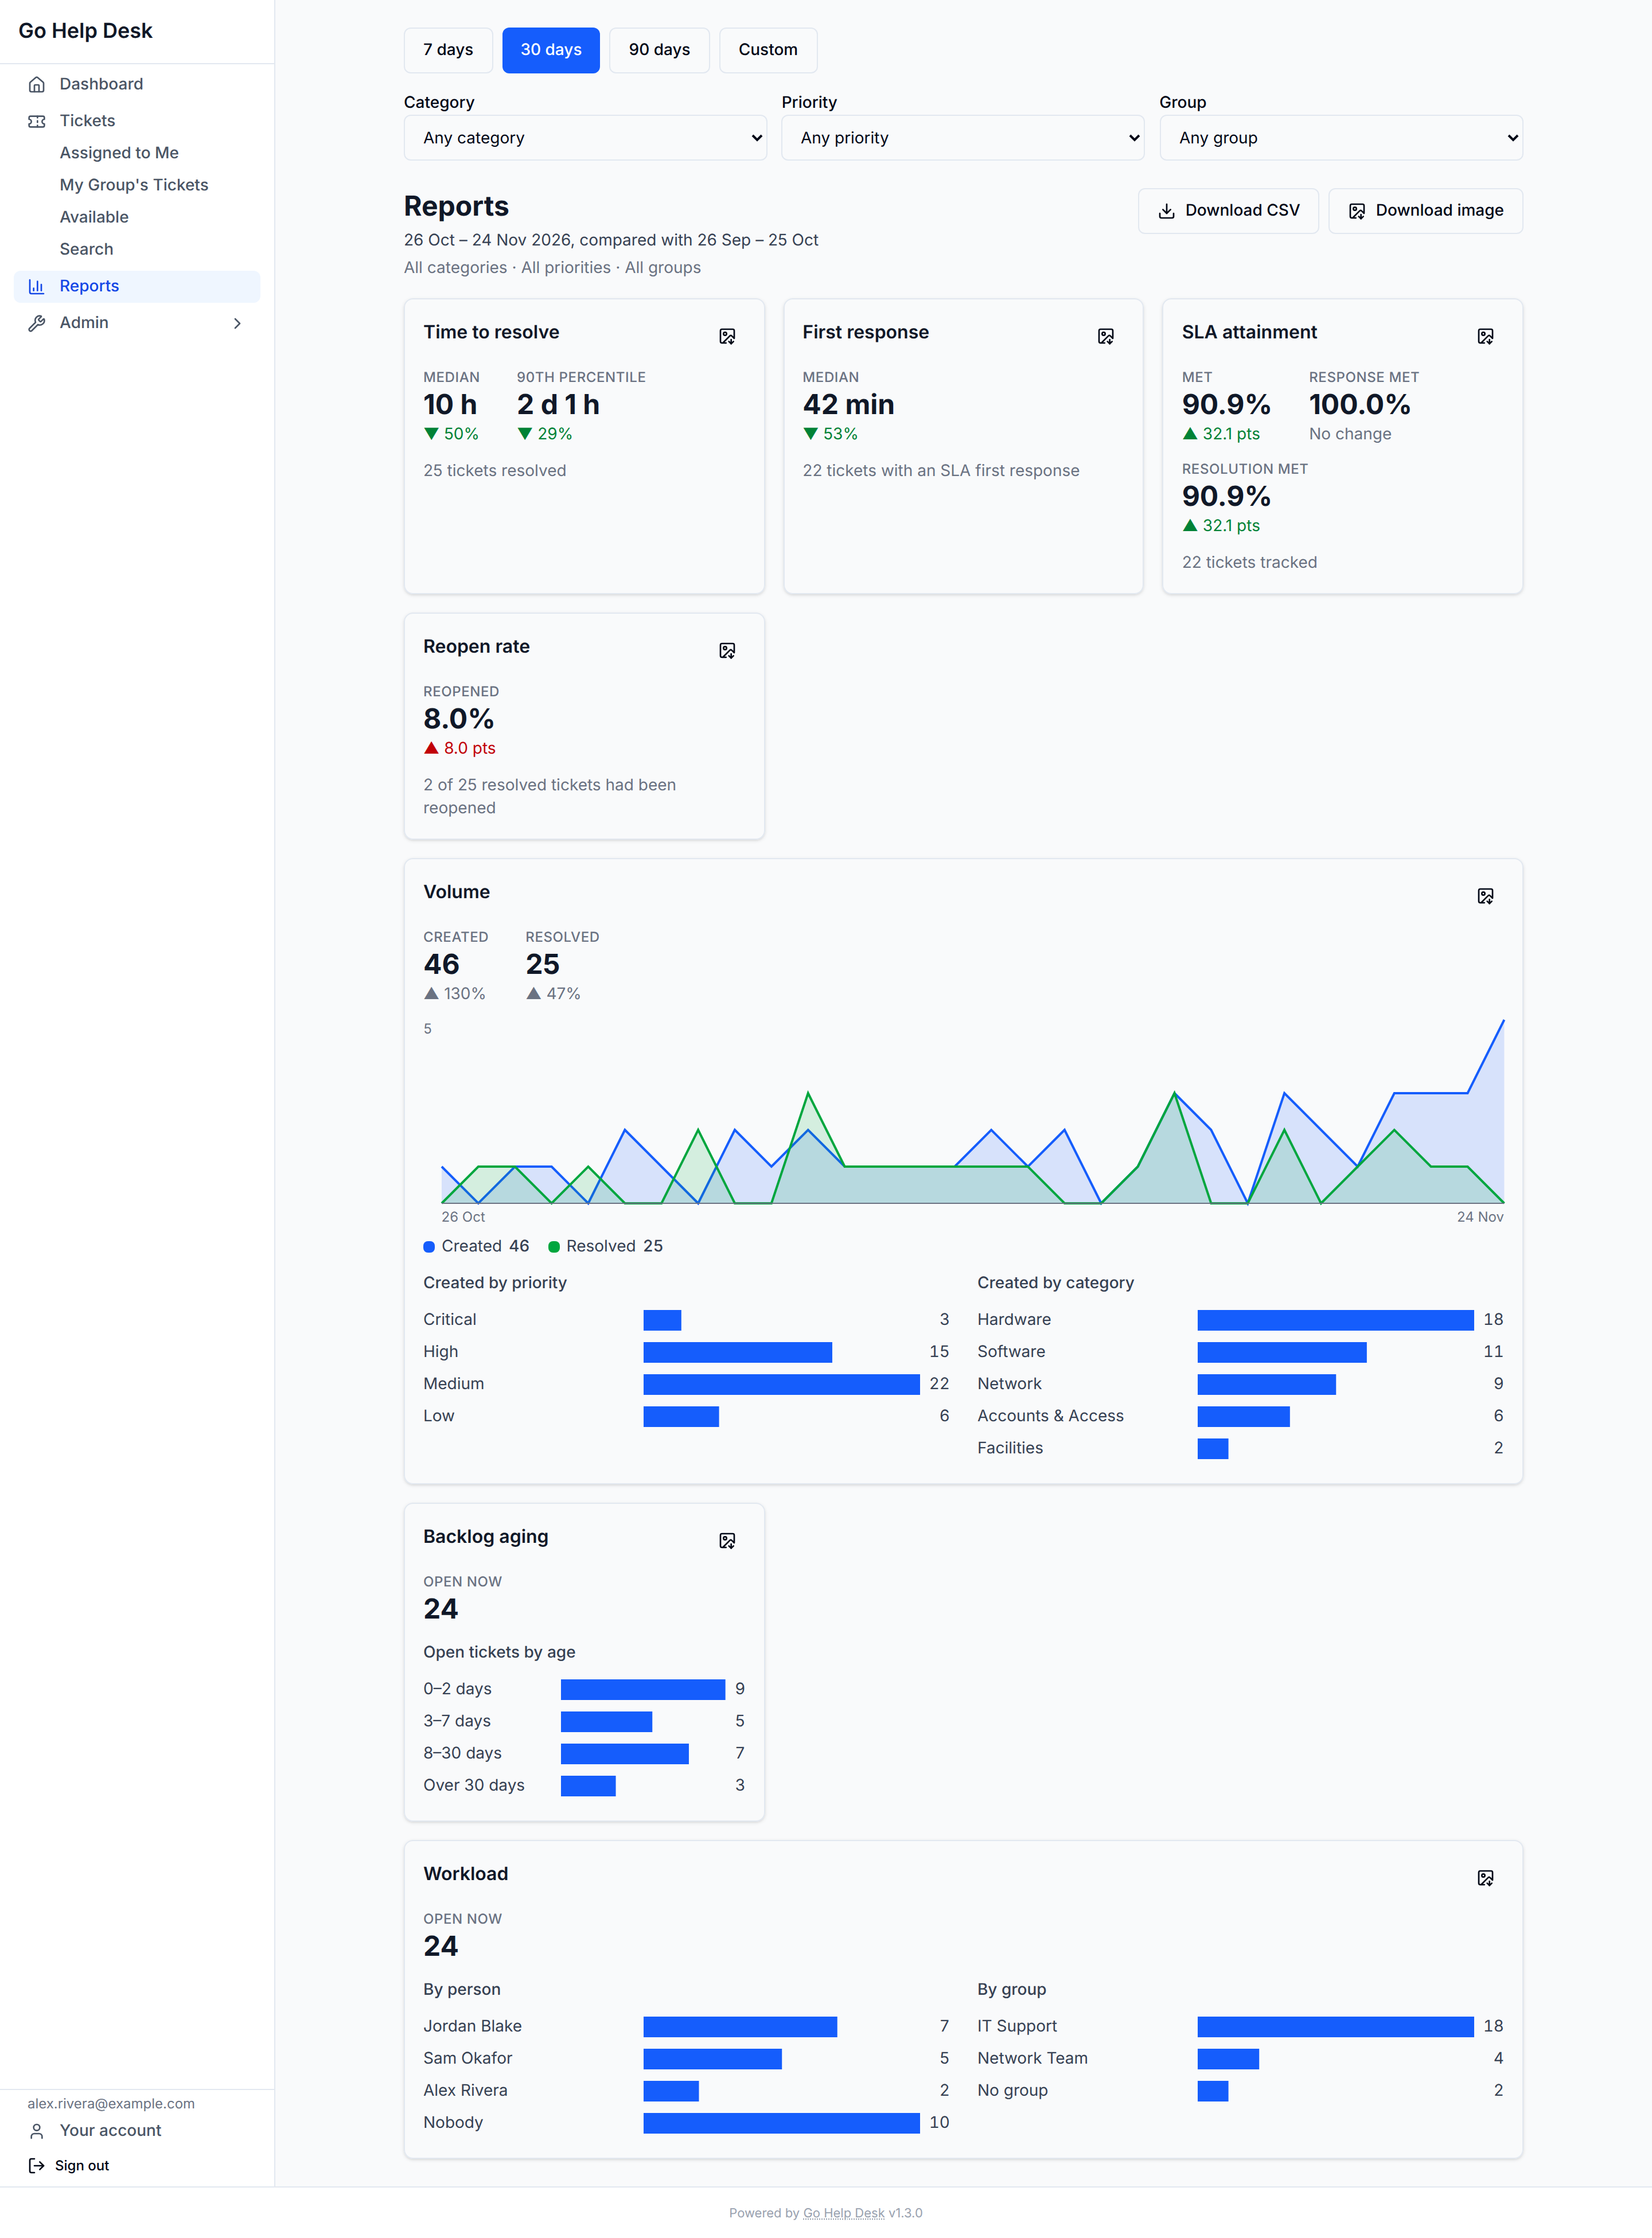 Go Help Desk
Dashboard
Tickets
Assigned to Me
My Group's Tickets
Available
Search
Reports
Admin
alex.rivera@example.com
Your account
Sign out
7 days
30 days
90 days
Custom
Category
Priority
Group
Any category
Any priority
Any group
Reports
Download CSV
Download image
26 Oct – 24 Nov 2026, compared with 26 Sep – 25 Oct
All categories · All priorities · All groups
Time to resolve
MEDIAN
90TH PERCENTILE
10 h
2 d 1 h
▼ 50%
▼ 29%
25 tickets resolved
First response
MEDIAN
42 min
▼ 53%
22 tickets with an SLA first response
SLA attainment
MET
RESPONSE MET
90.9%
100.0%
▲ 32.1 pts
No change
RESOLUTION MET
90.9%
▲ 32.1 pts
22 tickets tracked
Reopen rate
REOPENED
8.0%
▲ 8.0 pts
2 of 25 resolved tickets had been
reopened
Volume
CREATED
RESOLVED
46
25
▲ 130%
▲ 47%
5
26 Oct
24 Nov
Created 46
Resolved 25
Created by priority
Critical 3
High 15
Medium 22
Low 6
Created by category
Hardware 18
Software 11
Network 9
Accounts & Access 6
Facilities 2
Backlog aging
OPEN NOW
24
Open tickets by age
0–2 days 9
3–7 days 5
8–30 days 7
Over 30 days 3
Workload
OPEN NOW
24
By person
Jordan Blake 7
Sam Okafor 5
Alex Rivera 2
Nobody 10
By group
IT Support 18
Network Team 4
No group 2
Powered by Go Help Desk v1.3.0